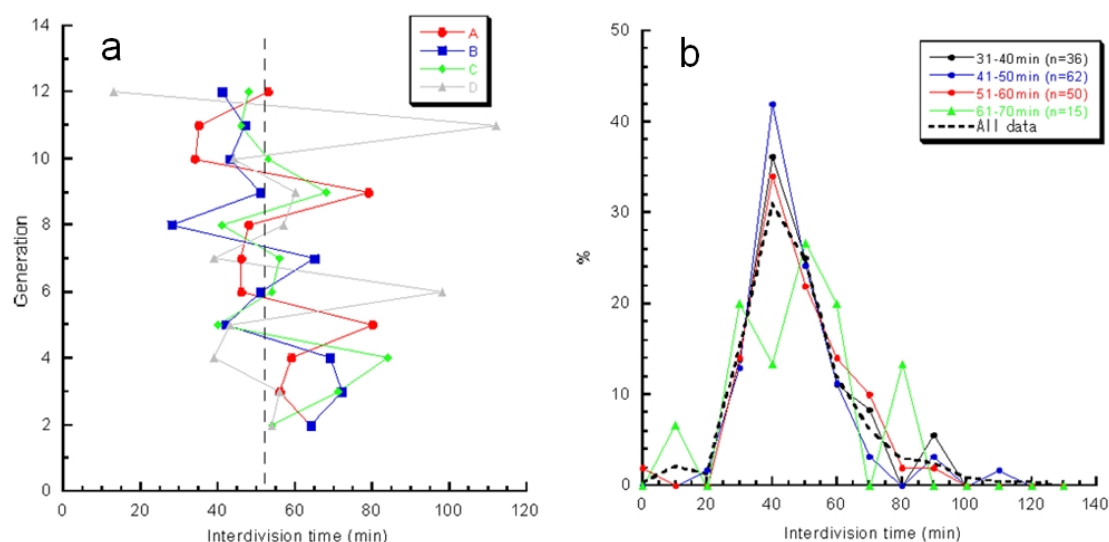 a
A
B
C
D
14
12
10
8
6
4
2
0
Generation
0 20 40 60 80 100 120
Interdivision time (min)
b
31-40min (n=36)
41-50min (n=62)
51-60min (n=50)
61-70min (n=15)
All data
50
40
30
20
10
0
%
0 20 40 60 80 100 120 140
Interdivision time (min)